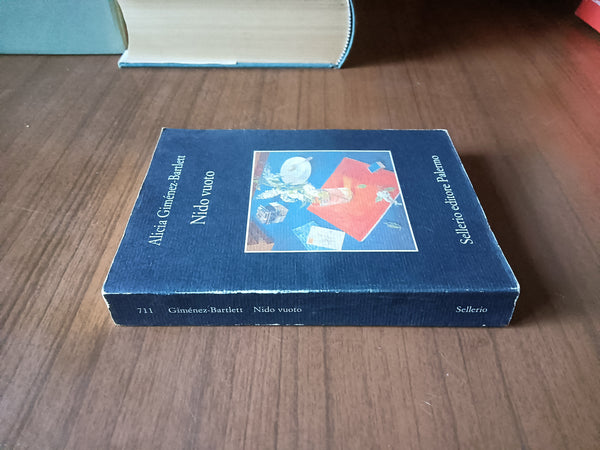 Alicia Giménez-Bartlett
Nido vuoto
Sellerio editore Palermo
711 Giménez-Bartlett Nido vuoto Sellerio